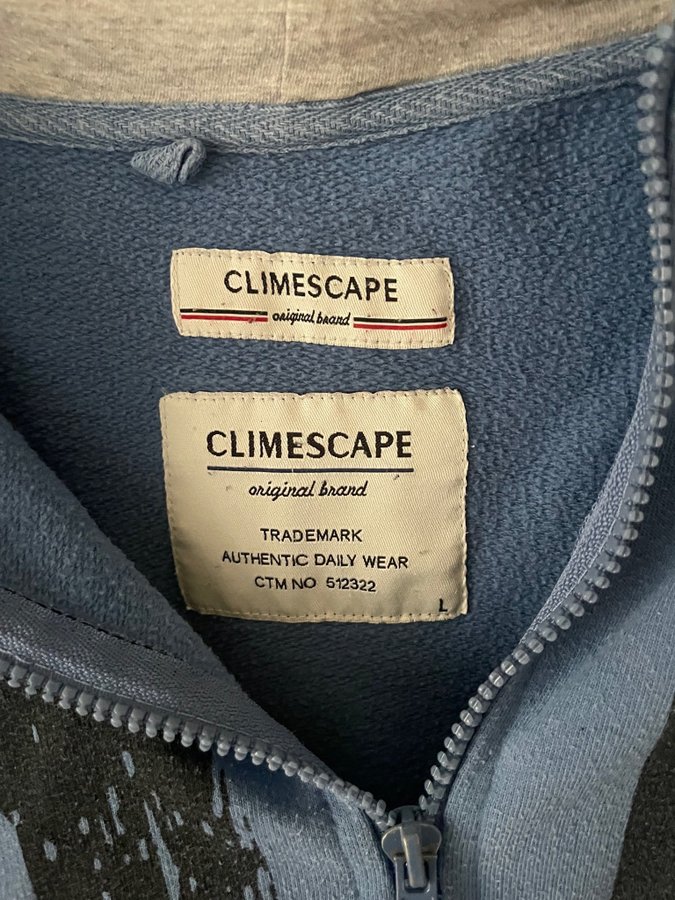 CLIMESCAPE
original brand
CLIMESCAPE
original brand
TRADEMARK
AUTHENTIC DAILY WEAR
CTM NO 512322
L